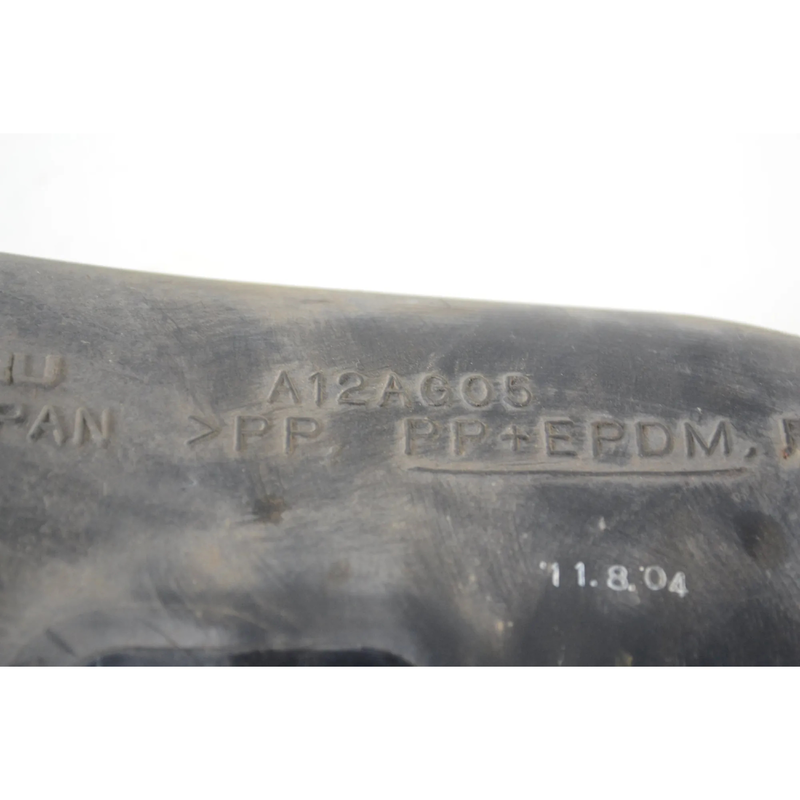 A12AG05
>PP, PP+EPDM,
'11.8.'04